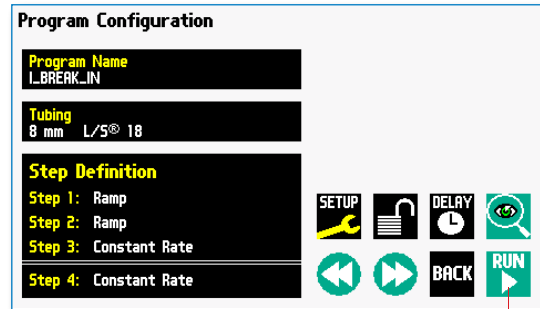 Program Configuration
Program Name
I_BREAK_IN
Tubing
8 mm L/S® 18
Step Definition
Step 1: Ramp
Step 2: Ramp
Step 3: Constant Rate
Step 4: Constant Rate
SETUP
DELAY
BACK
RUN